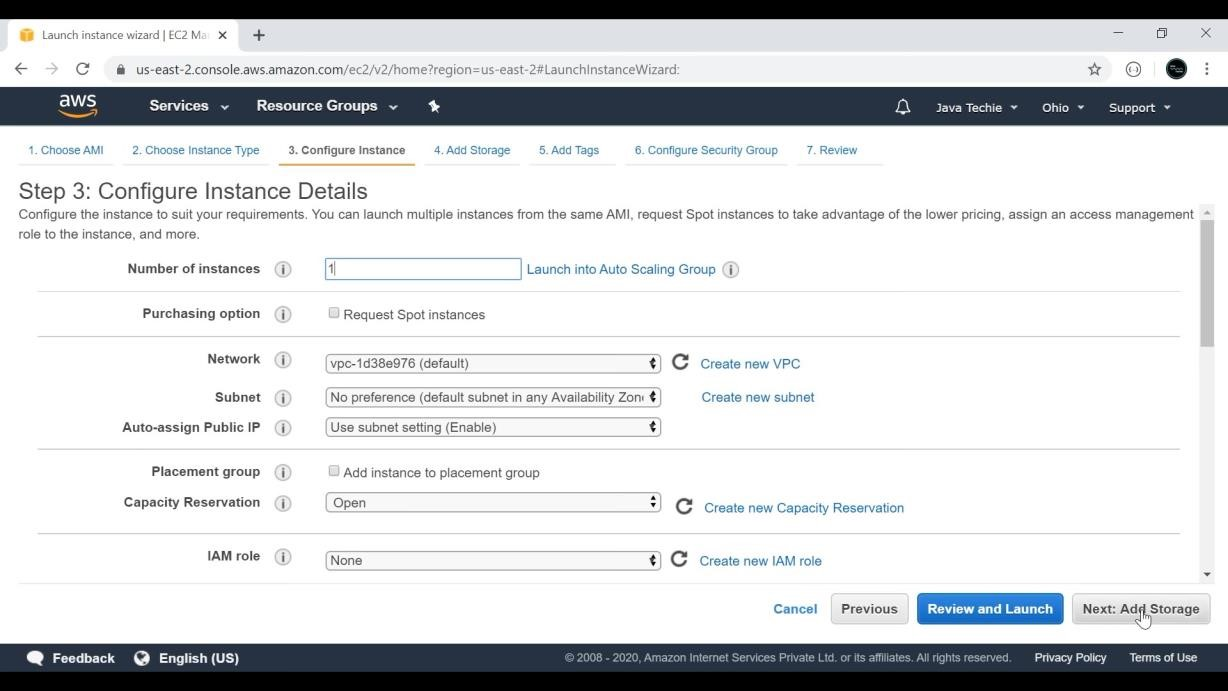 Launch instance wizard | EC2 Ma
us-east-2.console.aws.amazon.com/ec2/v2/home?region=us-east-2#LaunchInstanceWizard:
aws Services Resource Groups Java Techie Ohio Support
1. Choose AMI 2. Choose Instance Type 3. Configure Instance 4. Add Storage 5. Add Tags 6. Configure Security Group 7. Review
Step 3: Configure Instance Details
Configure the instance to suit your requirements. You can launch multiple instances from the same AMI, request Spot instances to take advantage of the lower pricing, assign an access management
role to the instance, and more.
Number of instances i 1 Launch into Auto Scaling Group i
Purchasing option i Request Spot instances
Network i vpc-1d38e976 (default) Create new VPC
Subnet i No preference (default subnet in any Availability Zon Create new subnet
Auto-assign Public IP i Use subnet setting (Enable)
Placement group i Add instance to placement group
Capacity Reservation i Open Create new Capacity Reservation
IAM role i None Create new IAM role
Cancel Previous Review and Launch Next: Add Storage
Feedback English (US) © 2008 - 2020, Amazon Internet Services Private Ltd. or its affiliates. All rights reserved. Privacy Policy Terms of Use